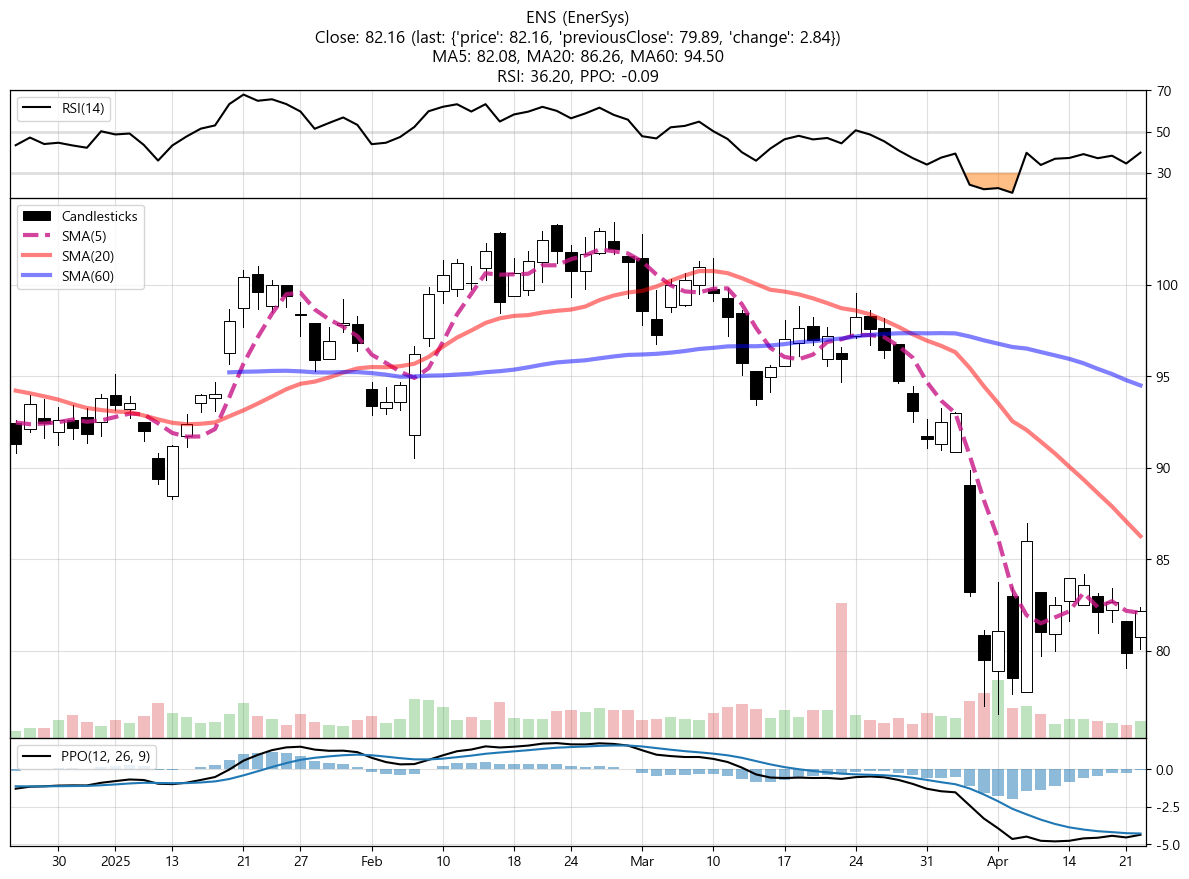 ENS (EnerSys)
Close: 82.16 (last: {'price': 82.16, 'previousClose': 79.89, 'change': 2.84})
MA5: 82.08, MA20: 86.26, MA60: 94.50
RSI: 36.20, PPO: -0.09
RSI(14)
70
50
30
Candlesticks
SMA(5)
SMA(20)
SMA(60)
100
95
90
85
80
PPO(12, 26, 9)
0.0
-2.5
-5.0
30 2025 13 21 27 Feb 10 18 24 Mar 10 17 24 31 Apr 14 21